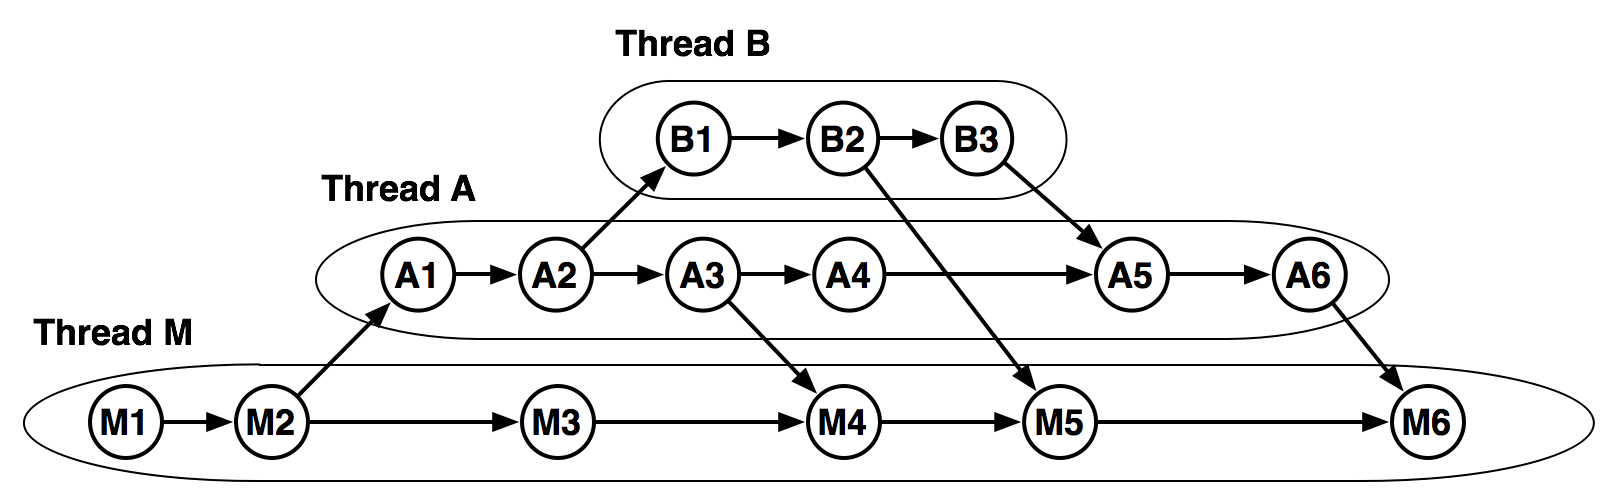 Thread B
B1 B2 B3
Thread A
A1 A2 A3 A4 A5 A6
Thread M
M1 M2 M3 M4 M5 M6